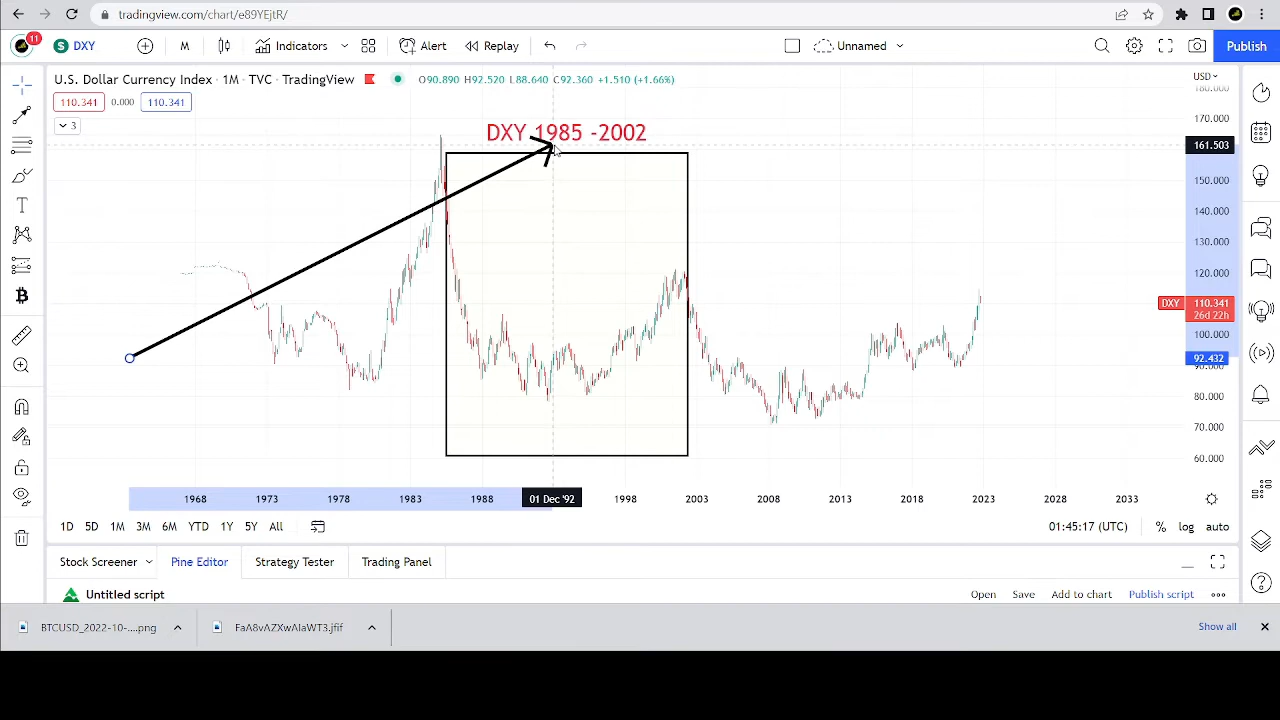 tradingview.com/chart/e89YEjtR/
11
S DXY
M
Indicators
Alert
Replay
Unnamed
Publish
U.S. Dollar Currency Index · 1M · TVC · TradingView
O90.890 H92.520 L88.640 C92.360 +1.510 (+1.66%)
USD
110.341
0.000
110.341
3
DXY 1985 -2002
180.000
170.000
161.503
150.000
140.000
130.000
120.000
DXY 110.341
26d 22h
100.000
92.432
90.000
80.000
70.000
60.000
1968
1973
1978
1983
1988
01 Dec '92
1998
2003
2008
2013
2018
2023
2028
2033
1D 5D 1M 3M 6M YTD 1Y 5Y All
01:45:17 (UTC)
% log auto
Stock Screener
Pine Editor
Strategy Tester
Trading Panel
Untitled script
Open Save Add to chart Publish script
BTCUSD_2022-10-....png
FaA8vAZXwAIaWT3.jfif
Show all